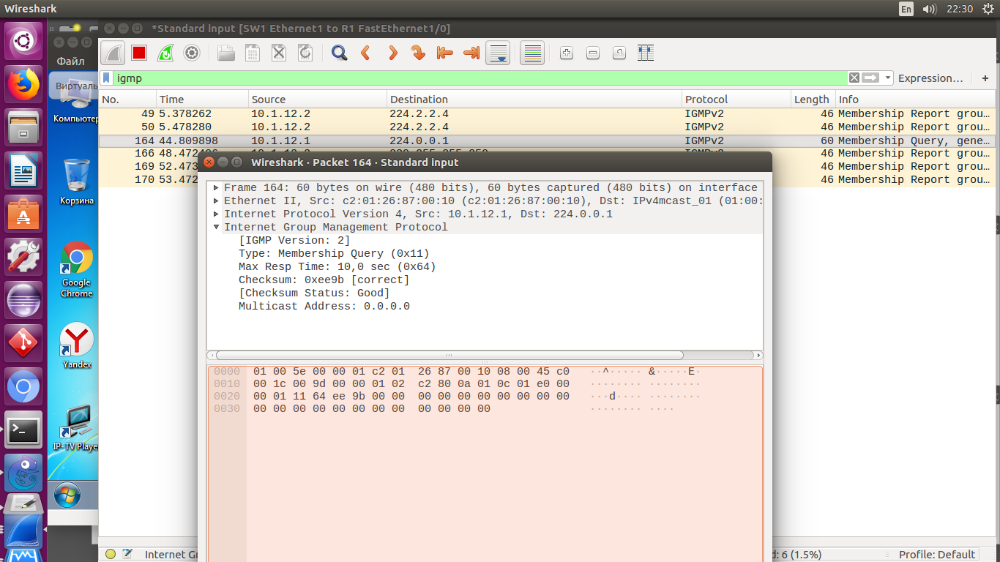 Wireshark
En
22:30
*Standard input [SW1 Ethernet1 to R1 FastEthernet1/0]
Файл
Виртуаль
Компьютер
Корзина
Google
Chrome
Yandex
IP-TV Playe
igmp
Expression…
+
No. Time Source Destination Protocol Length Info
49 5.378262 10.1.12.2 224.2.2.4 IGMPv2 46 Membership Report grou…
50 5.478280 10.1.12.2 224.2.2.4 IGMPv2 46 Membership Report grou…
164 44.809898 10.1.12.1 224.0.0.1 IGMPv2 60 Membership Query, gene…
166 48.472 46 Membership Report grou…
169 52.473 46 Membership Report grou…
170 53.472 46 Membership Report grou…
Wireshark · Packet 164 · Standard input
Frame 164: 60 bytes on wire (480 bits), 60 bytes captured (480 bits) on interface
Ethernet II, Src: c2:01:26:87:00:10 (c2:01:26:87:00:10), Dst: IPv4mcast_01 (01:00:
Internet Protocol Version 4, Src: 10.1.12.1, Dst: 224.0.0.1
Internet Group Management Protocol
[IGMP Version: 2]
Type: Membership Query (0x11)
Max Resp Time: 10,0 sec (0x64)
Checksum: 0xee9b [correct]
[Checksum Status: Good]
Multicast Address: 0.0.0.0
0000 01 00 5e 00 00 01 c2 01 26 87 00 10 08 00 45 c0 ··^····· &·····E·
0010 00 1c 00 9d 00 00 01 02 c2 80 0a 01 0c 01 e0 00 ········ ········
0020 00 01 11 64 ee 9b 00 00 00 00 00 00 00 00 00 00 ···d···· ········
0030 00 00 00 00 00 00 00 00 00 00 00 00 ········ ····
Internet Gr
d: 6 (1.5%)
Profile: Default